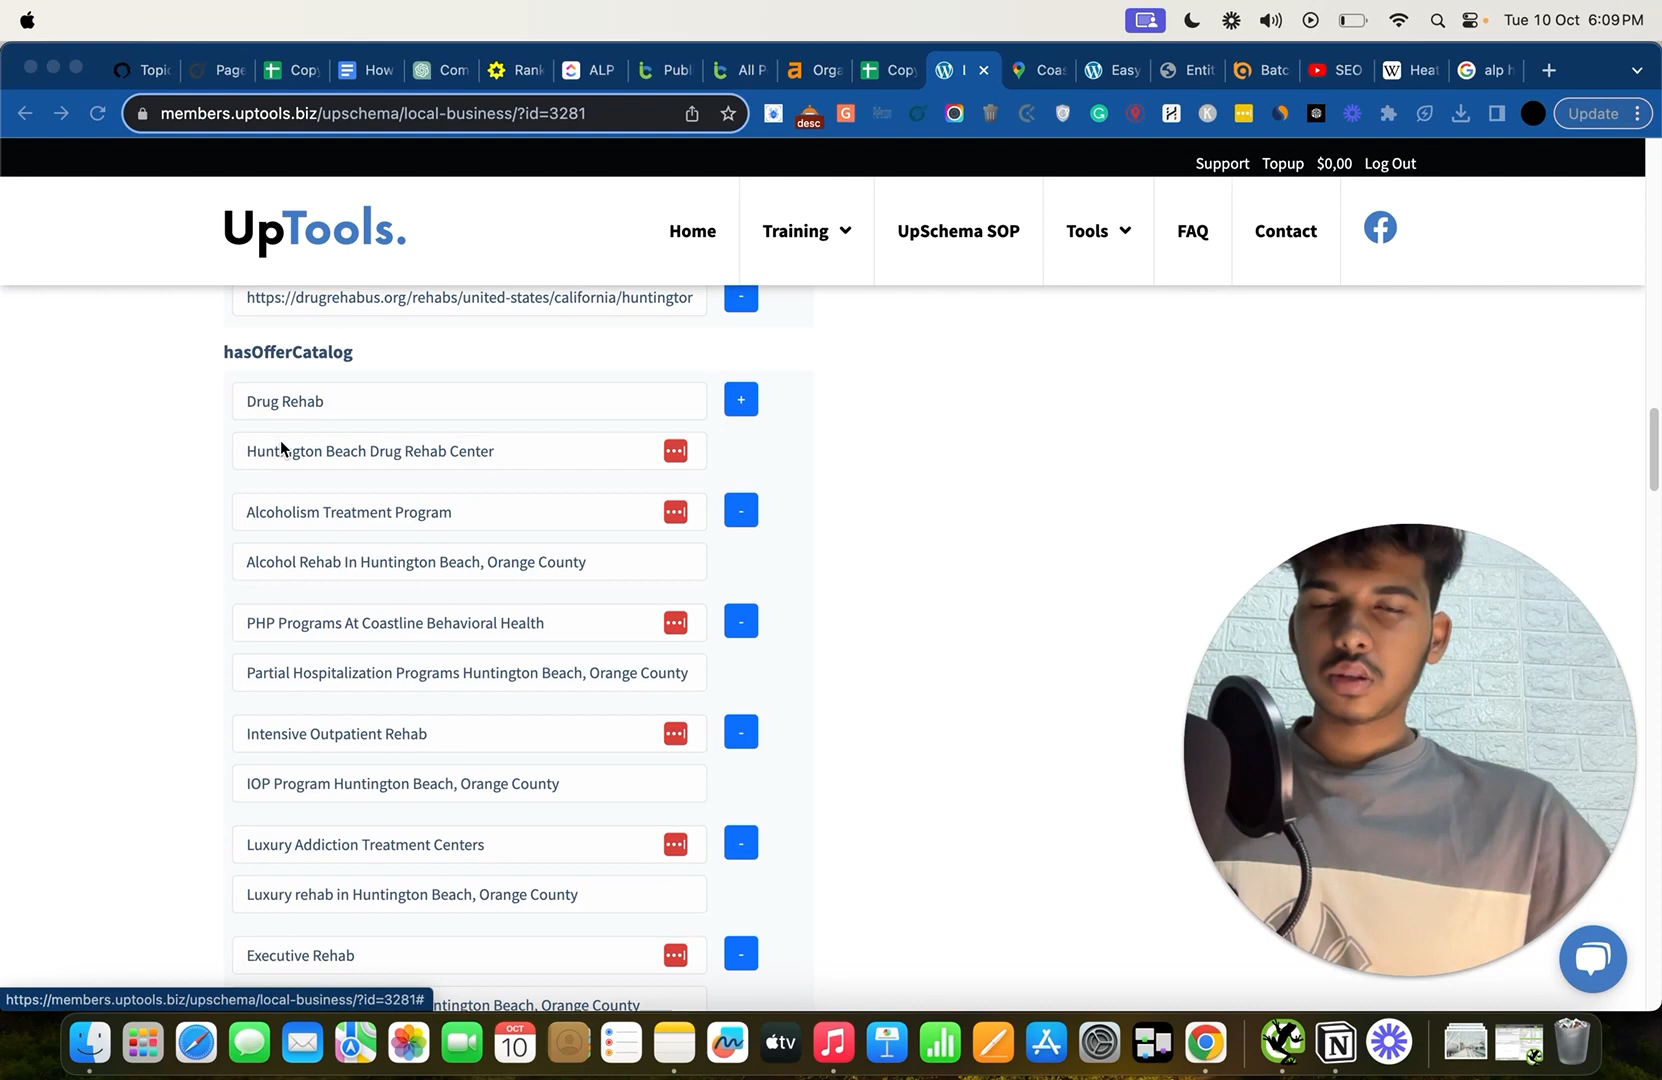 Tue 10 Oct 6:09 PM
Topic
Page
Copy
How
Com
Rank
ALP
Publ
All P
Orga
Copy
I
Coas
Easy
Entit
Batc
SEO
Heat
alp h
members.uptools.biz/upschema/local-business/?id=3281
desc
Update
Support Topup $0,00 Log Out
UpTools.
Home
Training
UpSchema SOP
Tools
FAQ
Contact
https://drugrehabus.org/rehabs/united-states/california/huntingtor
-
hasOfferCatalog
Drug Rehab
+
Huntington Beach Drug Rehab Center
Alcoholism Treatment Program
-
Alcohol Rehab In Huntington Beach, Orange County
PHP Programs At Coastline Behavioral Health
-
Partial Hospitalization Programs Huntington Beach, Orange County
Intensive Outpatient Rehab
-
IOP Program Huntington Beach, Orange County
Luxury Addiction Treatment Centers
-
Luxury rehab in Huntington Beach, Orange County
Executive Rehab
-
https://members.uptools.biz/upschema/local-business/?id=3281#
ntington Beach, Orange County
OCT
10
tv